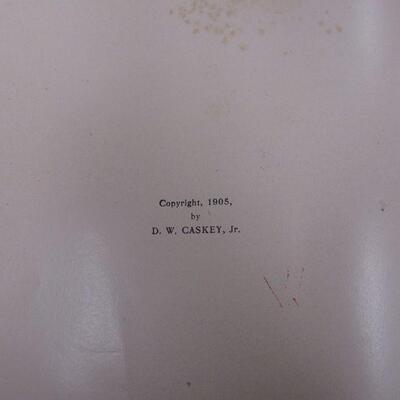 Copyright, 1905,
by
D. W. CASKEY, Jr.